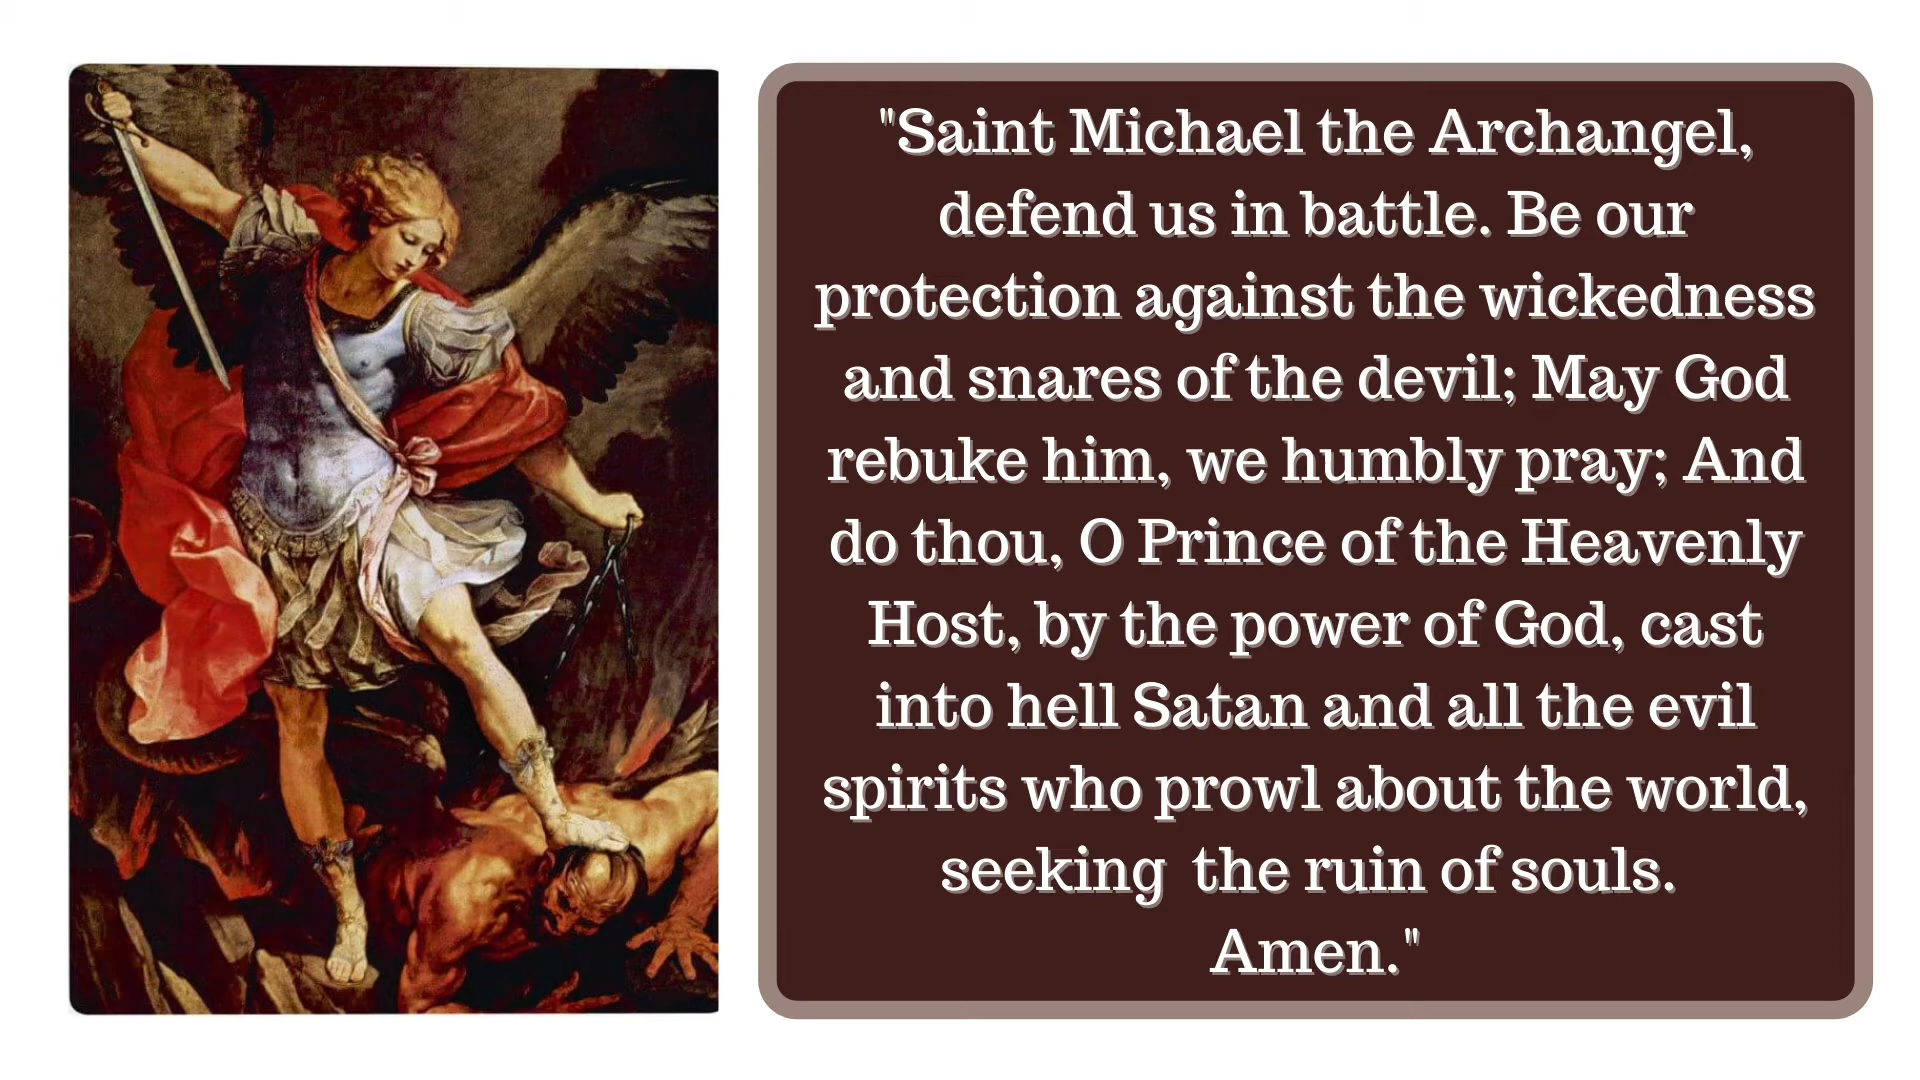 "Saint Michael the Archangel,
defend us in battle. Be our
protection against the wickedness
and snares of the devil; May God
rebuke him, we humbly pray; And
do thou, O Prince of the Heavenly
Host, by the power of God, cast
into hell Satan and all the evil
spirits who prowl about the world,
seeking  the ruin of souls.
Amen."